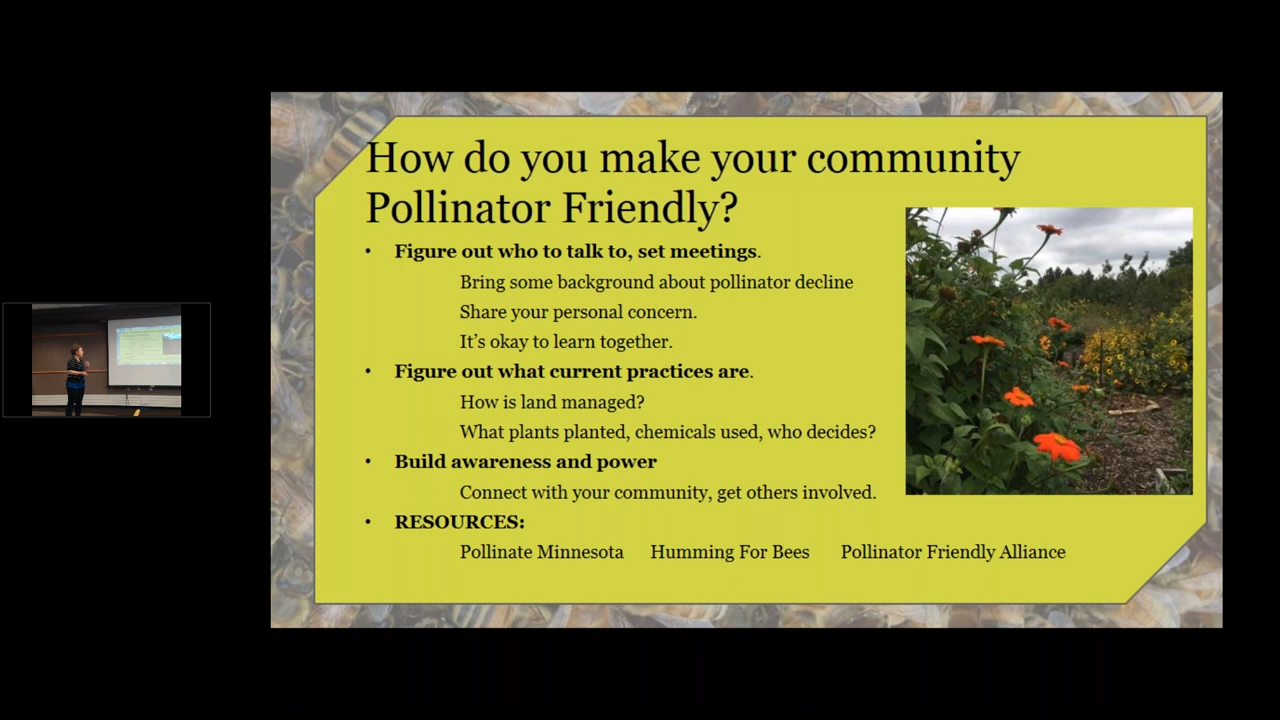 How do you make your community
Pollinator Friendly?
• Figure out who to talk to, set meetings.
Bring some background about pollinator decline
Share your personal concern.
It's okay to learn together.
• Figure out what current practices are.
How is land managed?
What plants planted, chemicals used, who decides?
• Build awareness and power
Connect with your community, get others involved.
• RESOURCES:
Pollinate Minnesota Humming For Bees Pollinator Friendly Alliance